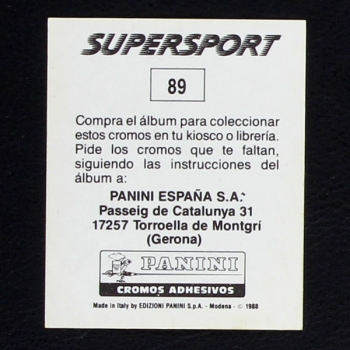 SUPERSPORT
89
Compra el álbum para coleccionar
estos cromos en tu kiosco o librería.
Pide los cromos que te faltan,
siguiendo las instrucciones del
álbum a:
PANINI ESPAÑA S.A.
Passeig de Catalunya 31
17257 Torroella de Montgrí
(Gerona)
PANINI
CROMOS ADHESIVOS
Made in Italy by EDIZIONI PANINI S.p.A. - Modena - © 1988